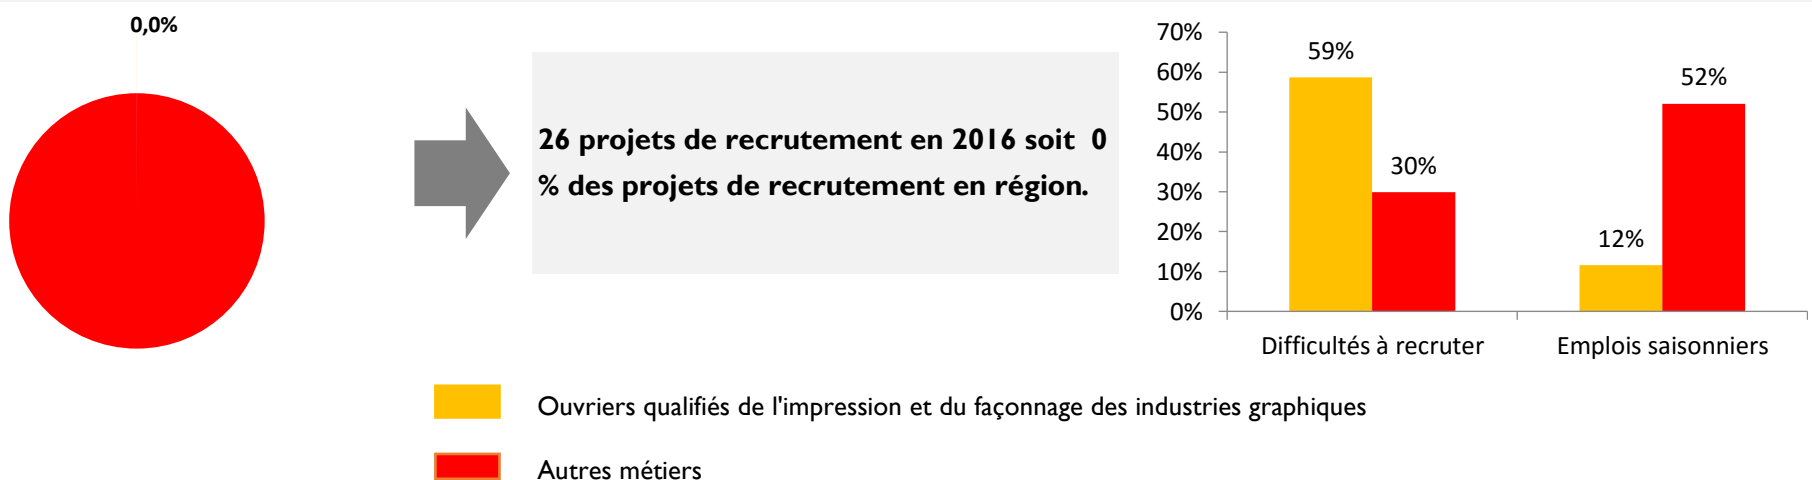 0,0%
26 projets de recrutement en 2016 soit  0
% des projets de recrutement en région.
70%
60%
50%
40%
30%
20%
10%
0%
59%
30%
12%
52%
Difficultés à recruter
Emplois saisonniers
Ouvriers qualifiés de l'impression et du façonnage des industries graphiques
Autres métiers